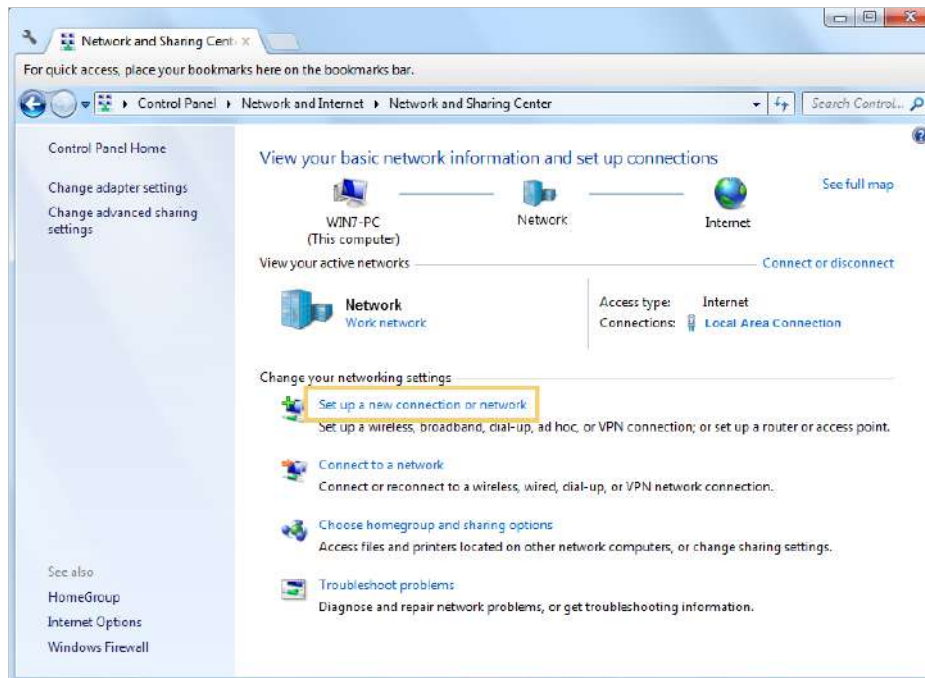 Network and Sharing Cent
For quick access, place your bookmarks here on the bookmarks bar.
Control Panel Network and Internet Network and Sharing Center
Search Control...
Control Panel Home
Change adapter settings
Change advanced sharing
settings
See also
HomeGroup
Internet Options
Windows Firewall
View your basic network information and set up connections
See full map
WIN7-PC
(This computer)
Network
Internet
View your active networks
Connect or disconnect
Network
Work network
Access type: Internet
Connections: Local Area Connection
Change your networking settings
Set up a new connection or network
Set up a wireless, broadband, dial-up, ad hoc, or VPN connection; or set up a router or access point.
Connect to a network
Connect or reconnect to a wireless, wired, dial-up, or VPN network connection.
Choose homegroup and sharing options
Access files and printers located on other network computers, or change sharing settings.
Troubleshoot problems
Diagnose and repair network problems, or get troubleshooting information.